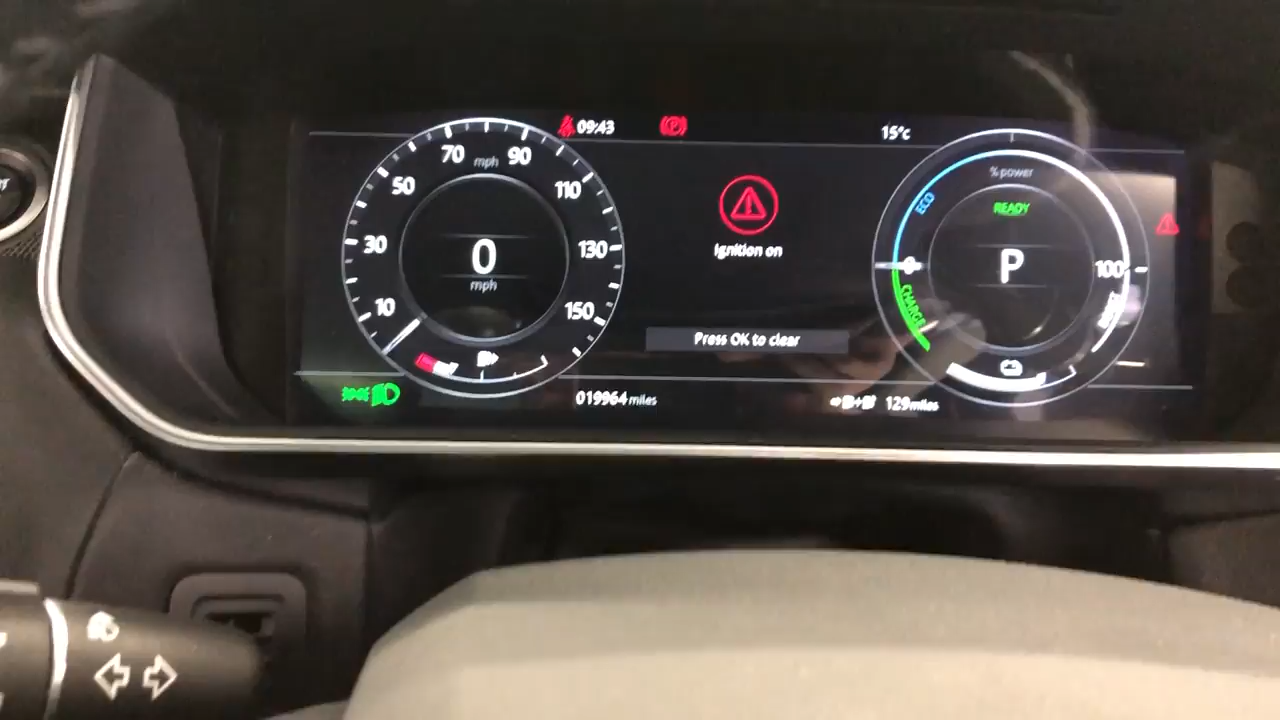 09:43
15°c
70 mph 90
50
110
30
130
10
150
0
mph
Ignition on
Press OK to clear
% power
ECO
READY
P
100
CHARGE
019964 miles
129 miles